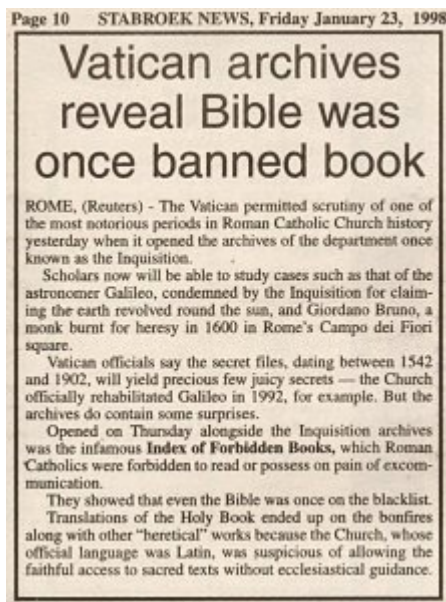 Page 10 STABROEK NEWS, Friday January 23, 1998
Vatican archives
reveal Bible was
once banned book
ROME, (Reuters) - The Vatican permitted scrutiny of one of
the most notorious periods in Roman Catholic Church history
yesterday when it opened the archives of the department once
known as the Inquisition.
Scholars now will be able to study cases such as that of the
astronomer Galileo, condemned by the Inquisition for claim-
ing the earth revolved round the sun, and Giordano Bruno, a
monk burnt for heresy in 1600 in Rome's Campo dei Fiori
square.
Vatican officials say the secret files, dating between 1542
and 1902, will yield precious few juicy secrets — the Church
officially rehabilitated Galileo in 1992, for example. But the
archives do contain some surprises.
Opened on Thursday alongside the Inquisition archives
was the infamous Index of Forbidden Books, which Roman
Catholics were forbidden to read or possess on pain of excom-
munication.
They showed that even the Bible was once on the blacklist.
Translations of the Holy Book ended up on the bonfires
along with other "heretical" works because the Church, whose
official language was Latin, was suspicious of allowing the
faithful access to sacred texts without ecclesiastical guidance.